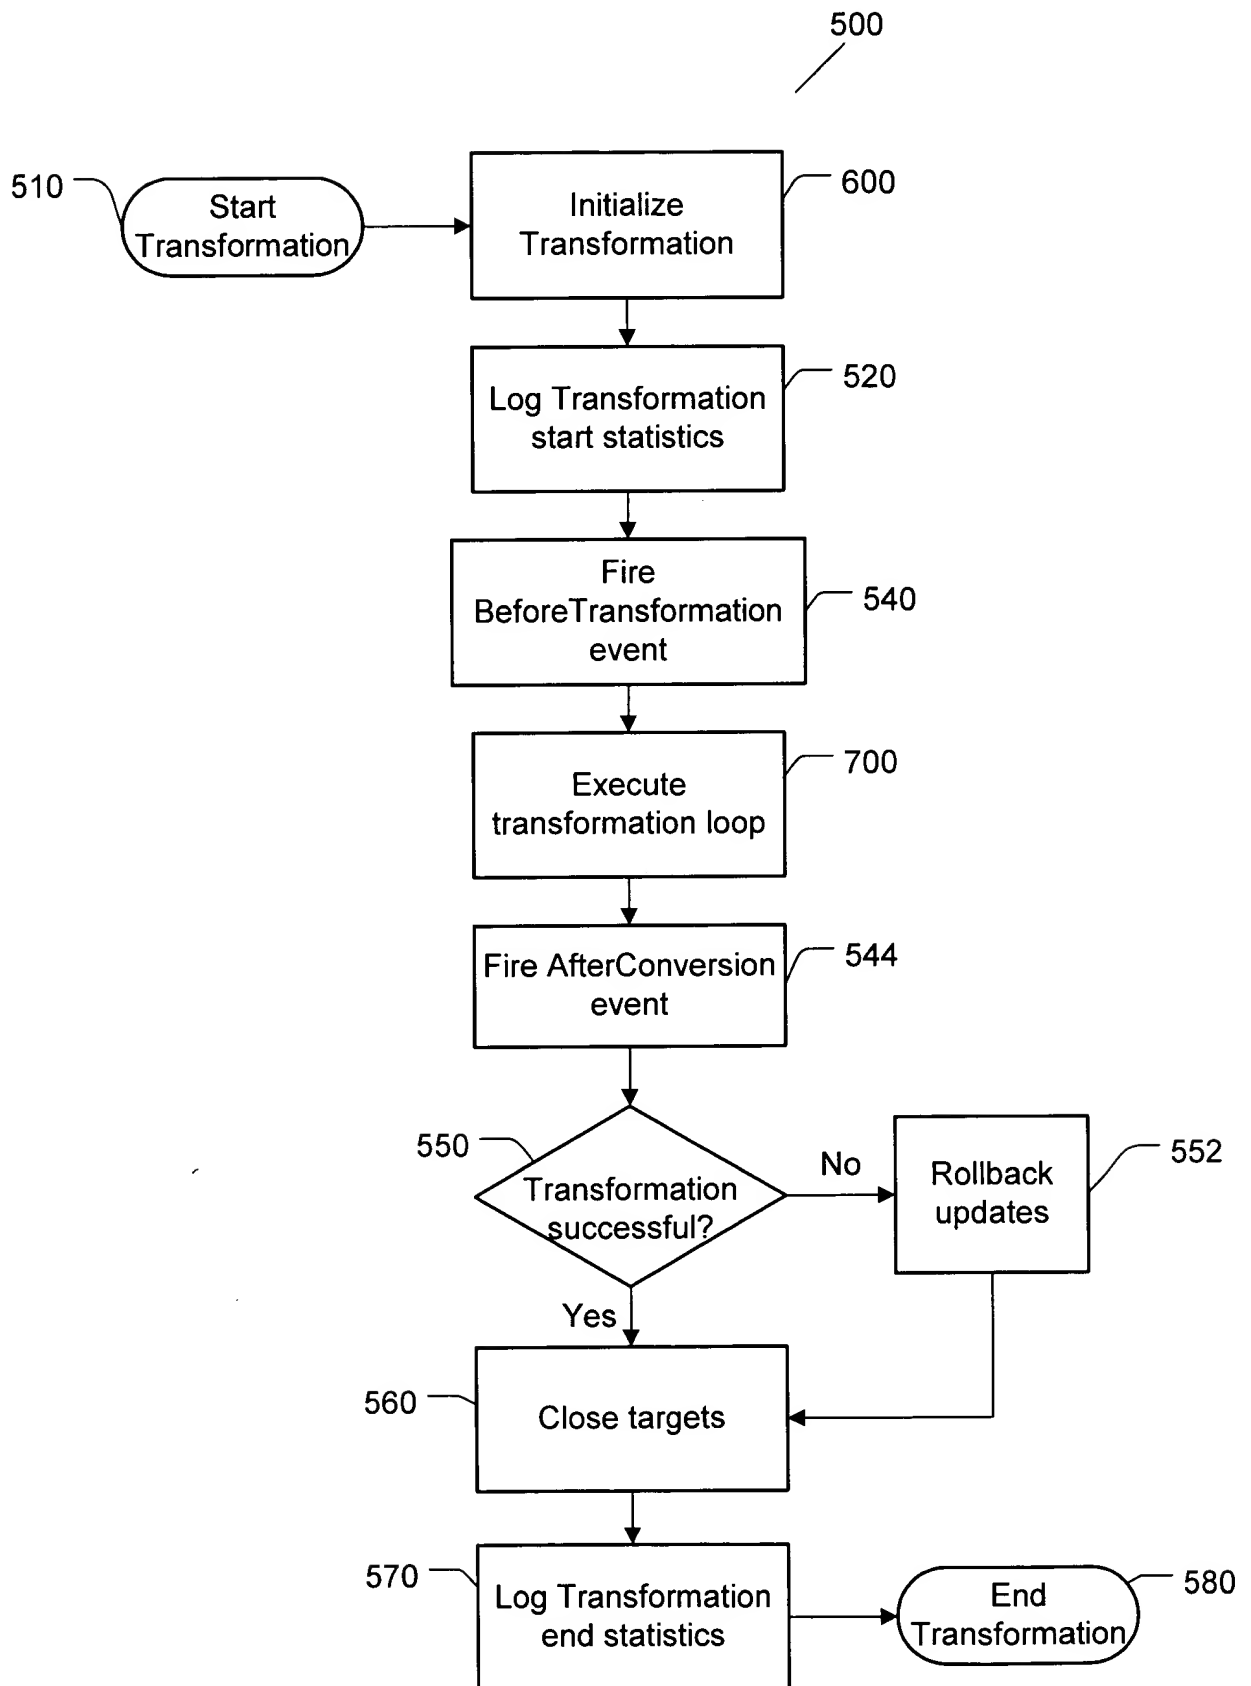 500
510
Start
Transformation
Initialize
Transformation
600
Log Transformation
start statistics
520
Fire
BeforeTransformation
event
540
Execute
transformation loop
700
Fire AfterConversion
event
544
550
Transformation
successful?
No
Rollback
updates
552
Yes
560
Close targets
570
Log Transformation
end statistics
End
Transformation
580